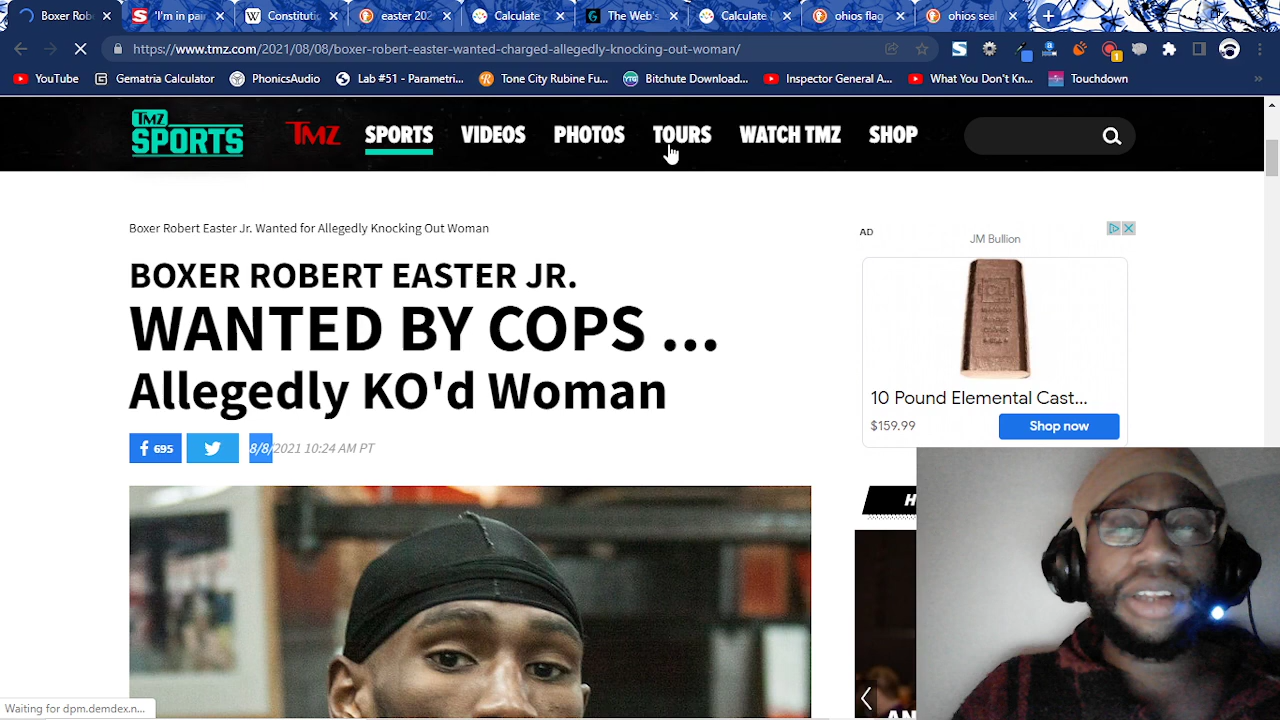 Boxer Robe
'I'm in pai
Constituti
easter 202
Calculate
The Web's
Calculate
ohios flag
ohios seal
https://www.tmz.com/2021/08/08/boxer-robert-easter-wanted-charged-allegedly-knocking-out-woman/
YouTube
Gematria Calculator
PhonicsAudio
Lab #51 - Parametri...
Tone City Rubine Fu...
Bitchute Download...
Inspector General A...
What You Don't Kn...
Touchdown
»
TMZ
SPORTS
TMZ
SPORTS
VIDEOS
PHOTOS
TOURS
WATCH TMZ
SHOP
Boxer Robert Easter Jr. Wanted for Allegedly Knocking Out Woman
BOXER ROBERT EASTER JR.
WANTED BY COPS ...
Allegedly KO'd Woman
695
8/8/2021 10:24 AM PT
AD
JM Bullion
10 Pound Elemental Cast...
$159.99
Shop now
H
AN
Waiting for dpm.demdex.n...